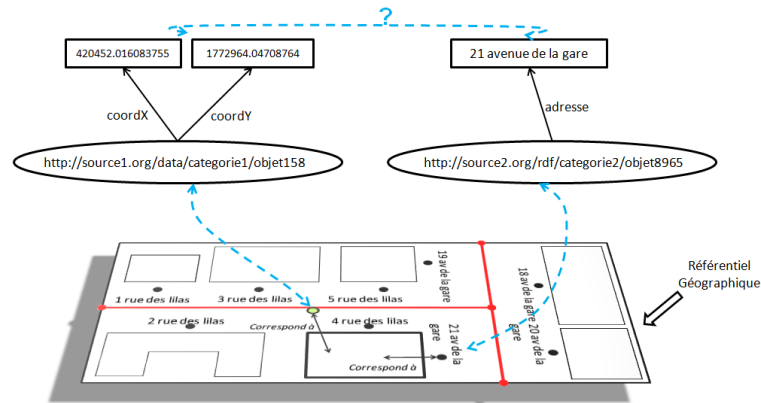 ?
420452.016083755
1772964.04708764
21 avenue de la gare
coordX
coordY
adresse
http://source1.org/data/categorie1/objet158
http://source2.org/rdf/categorie2/objet8965
Référentiel
Géographique
19 av de la gare
18 av de la
gare
1 rue des lilas
3 rue des lilas
5 rue des lilas
2 rue des lilas
4 rue des lilas
Correspond à
21 av de la
gare
20 av de la
gare
Correspond à